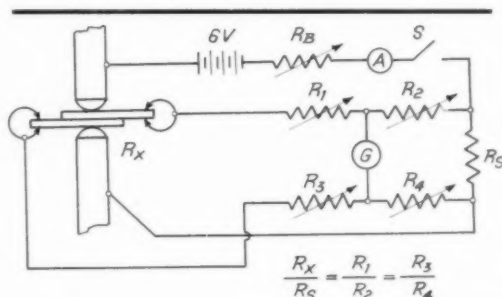 6V R_B A S
R_1 R_2
R_X G R_S
R_3 R_4
R_X/R_S = R_1/R_2 = R_3/R_4